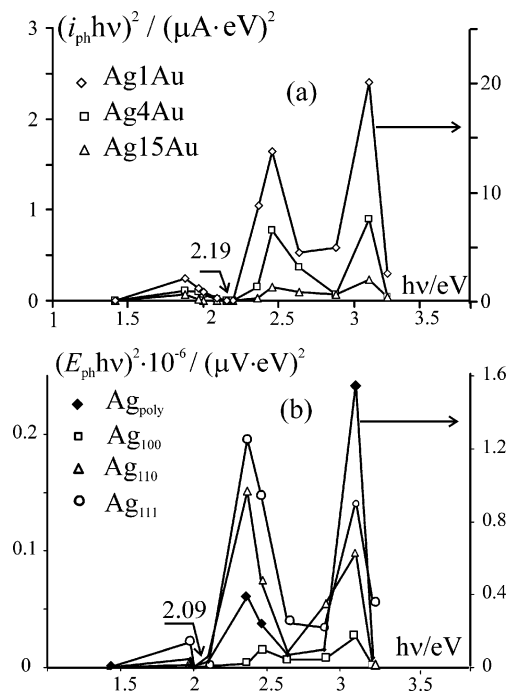 (i_ph hν)² / (μA·eV)²
3
2
1
0
20
10
0
Ag1Au
Ag4Au
Ag15Au
(a)
2.19
hν/eV
1 1.5 2 2.5 3 3.5
(E_ph hν)²·10⁻⁶ / (μV·eV)²
0.2
0.1
0
1.6
1.2
0.8
0.4
0
Ag_poly
Ag_100
Ag_110
Ag_111
(b)
2.09
hν/eV
1 1.5 2 2.5 3 3.5